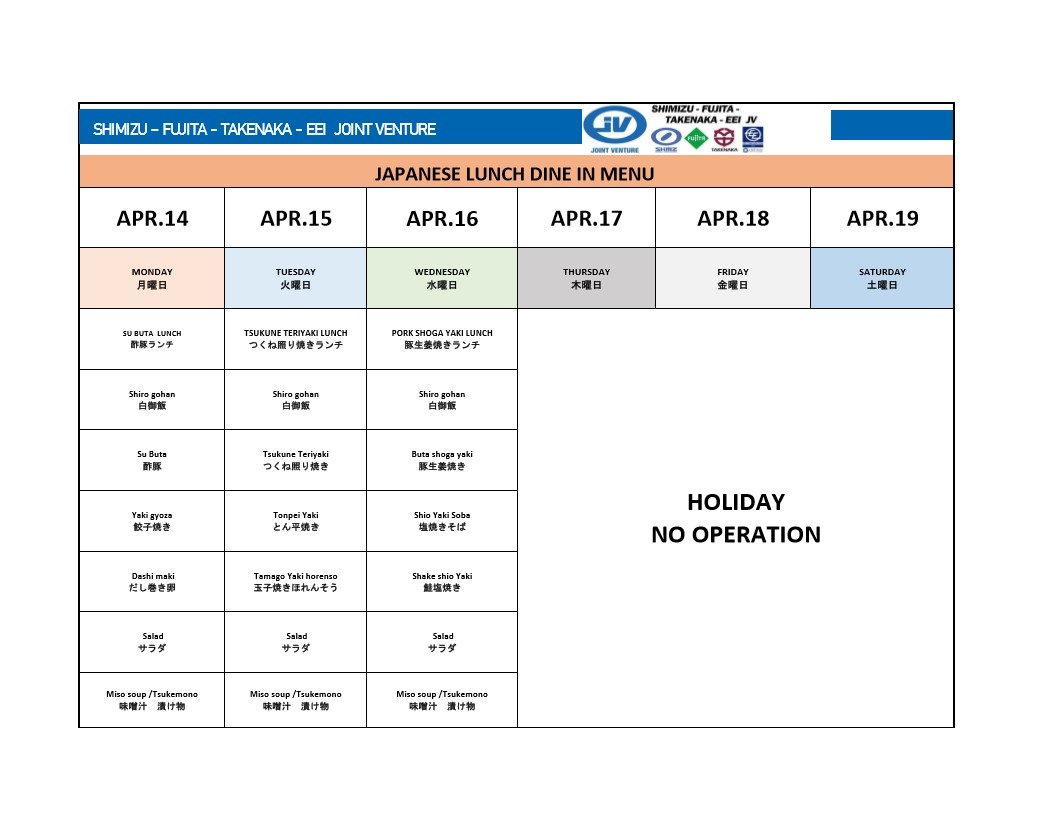 SHIMIZU – FUJITA - TAKENAKA - EEI JOINT VENTURE
JV
JOINT VENTURE
SHIMIZU - FUJITA -
TAKENAKA - EEI JV
FUJITA
TAKENAKA
JAPANESE LUNCH DINE IN MENU
APR.14
APR.15
APR.16
APR.17
APR.18
APR.19
MONDAY
月曜日
TUESDAY
火曜日
WEDNESDAY
水曜日
THURSDAY
木曜日
FRIDAY
金曜日
SATURDAY
土曜日
SU BUTA LUNCH
酢豚ランチ
TSUKUNE TERIYAKI LUNCH
つくね照り焼きランチ
PORK SHOGA YAKI LUNCH
豚生姜焼きランチ
Shiro gohan
白御飯
Shiro gohan
白御飯
Shiro gohan
白御飯
Su Buta
酢豚
Tsukune Teriyaki
つくね照り焼き
Buta shoga yaki
豚生姜焼き
Yaki gyoza
餃子焼き
Tonpei Yaki
とん平焼き
Shio Yaki Soba
塩焼きそば
Dashi maki
だし巻き卵
Tamago Yaki horenso
玉子焼きほれんそう
Shake shio Yaki
鮭塩焼き
Salad
サラダ
Salad
サラダ
Salad
サラダ
Miso soup /Tsukemono
味噌汁　漬け物
Miso soup /Tsukemono
味噌汁　漬け物
Miso soup /Tsukemono
味噌汁　漬け物
HOLIDAY
NO OPERATION